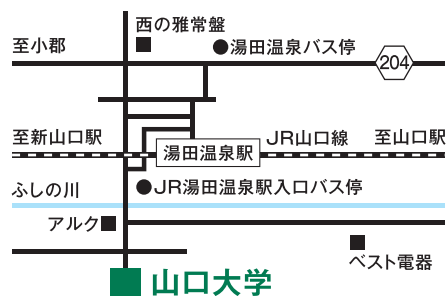 西の雅常盤
至小郡
●湯田温泉バス停
204
至新山口駅
湯田温泉駅
JR山口線
至山口駅
●JR湯田温泉駅入口バス停
ふしの川
アルク■
ベスト電器
山口大学